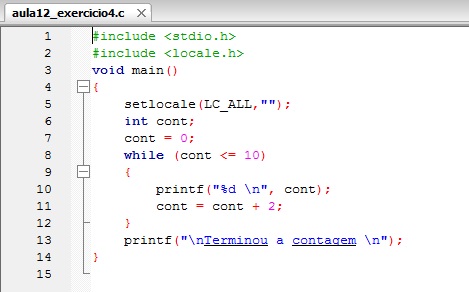 aula12_exercicio4.c
1 #include <stdio.h>
2 #include <locale.h>
3 void main()
4 {
5 setlocale(LC_ALL,"");
6 int cont;
7 cont = 0;
8 while (cont <= 10)
9 {
10 printf("%d \n", cont);
11 cont = cont + 2;
12 }
13 printf("\nTerminou a contagem \n");
14 }
15